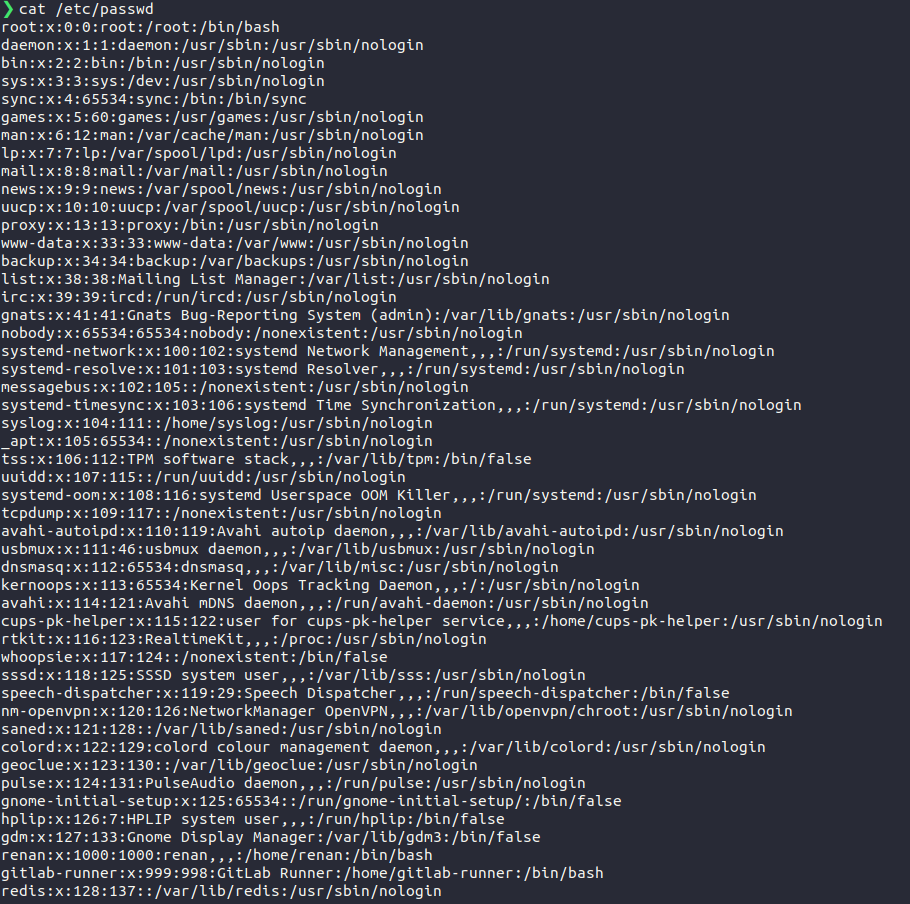 ❯ cat /etc/passwd
root:x:0:0:root:/root:/bin/bash
daemon:x:1:1:daemon:/usr/sbin:/usr/sbin/nologin
bin:x:2:2:bin:/bin:/usr/sbin/nologin
sys:x:3:3:sys:/dev:/usr/sbin/nologin
sync:x:4:65534:sync:/bin:/bin/sync
games:x:5:60:games:/usr/games:/usr/sbin/nologin
man:x:6:12:man:/var/cache/man:/usr/sbin/nologin
lp:x:7:7:lp:/var/spool/lpd:/usr/sbin/nologin
mail:x:8:8:mail:/var/mail:/usr/sbin/nologin
news:x:9:9:news:/var/spool/news:/usr/sbin/nologin
uucp:x:10:10:uucp:/var/spool/uucp:/usr/sbin/nologin
proxy:x:13:13:proxy:/bin:/usr/sbin/nologin
www-data:x:33:33:www-data:/var/www:/usr/sbin/nologin
backup:x:34:34:backup:/var/backups:/usr/sbin/nologin
list:x:38:38:Mailing List Manager:/var/list:/usr/sbin/nologin
irc:x:39:39:ircd:/run/ircd:/usr/sbin/nologin
gnats:x:41:41:Gnats Bug-Reporting System (admin):/var/lib/gnats:/usr/sbin/nologin
nobody:x:65534:65534:nobody:/nonexistent:/usr/sbin/nologin
systemd-network:x:100:102:systemd Network Management,,,:/run/systemd:/usr/sbin/nologin
systemd-resolve:x:101:103:systemd Resolver,,,:/run/systemd:/usr/sbin/nologin
messagebus:x:102:105::/nonexistent:/usr/sbin/nologin
systemd-timesync:x:103:106:systemd Time Synchronization,,,:/run/systemd:/usr/sbin/nologin
syslog:x:104:111::/home/syslog:/usr/sbin/nologin
_apt:x:105:65534::/nonexistent:/usr/sbin/nologin
tss:x:106:112:TPM software stack,,,:/var/lib/tpm:/bin/false
uuidd:x:107:115::/run/uuidd:/usr/sbin/nologin
systemd-oom:x:108:116:systemd Userspace OOM Killer,,,:/run/systemd:/usr/sbin/nologin
tcpdump:x:109:117::/nonexistent:/usr/sbin/nologin
avahi-autoipd:x:110:119:Avahi autoip daemon,,,:/var/lib/avahi-autoipd:/usr/sbin/nologin
usbmux:x:111:46:usbmux daemon,,,:/var/lib/usbmux:/usr/sbin/nologin
dnsmasq:x:112:65534:dnsmasq,,,:/var/lib/misc:/usr/sbin/nologin
kernoops:x:113:65534:Kernel Oops Tracking Daemon,,,:/:/usr/sbin/nologin
avahi:x:114:121:Avahi mDNS daemon,,,:/run/avahi-daemon:/usr/sbin/nologin
cups-pk-helper:x:115:122:user for cups-pk-helper service,,,:/home/cups-pk-helper:/usr/sbin/nologin
rtkit:x:116:123:RealtimeKit,,,:/proc:/usr/sbin/nologin
whoopsie:x:117:124::/nonexistent:/bin/false
sssd:x:118:125:SSSD system user,,,:/var/lib/sss:/usr/sbin/nologin
speech-dispatcher:x:119:29:Speech Dispatcher,,,:/run/speech-dispatcher:/bin/false
nm-openvpn:x:120:126:NetworkManager OpenVPN,,,:/var/lib/openvpn/chroot:/usr/sbin/nologin
saned:x:121:128::/var/lib/saned:/usr/sbin/nologin
colord:x:122:129:colord colour management daemon,,,:/var/lib/colord:/usr/sbin/nologin
geoclue:x:123:130::/var/lib/geoclue:/usr/sbin/nologin
pulse:x:124:131:PulseAudio daemon,,,:/run/pulse:/usr/sbin/nologin
gnome-initial-setup:x:125:65534::/run/gnome-initial-setup/:/bin/false
hplip:x:126:7:HPLIP system user,,,:/run/hplip:/bin/false
gdm:x:127:133:Gnome Display Manager:/var/lib/gdm3:/bin/false
renan:x:1000:1000:renan,,,:/home/renan:/bin/bash
gitlab-runner:x:999:998:GitLab Runner:/home/gitlab-runner:/bin/bash
redis:x:128:137::/var/lib/redis:/usr/sbin/nologin